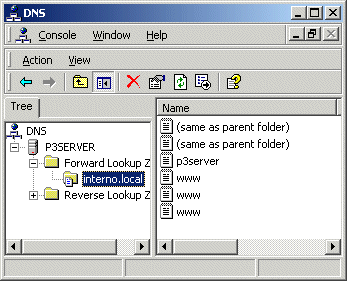 DNS
Console Window Help
Action View
Tree
DNS
P3SERVER
Forward Lookup Z
interno.local
Reverse Lookup Z
Name
(same as parent folder)
(same as parent folder)
p3server
www
www
www